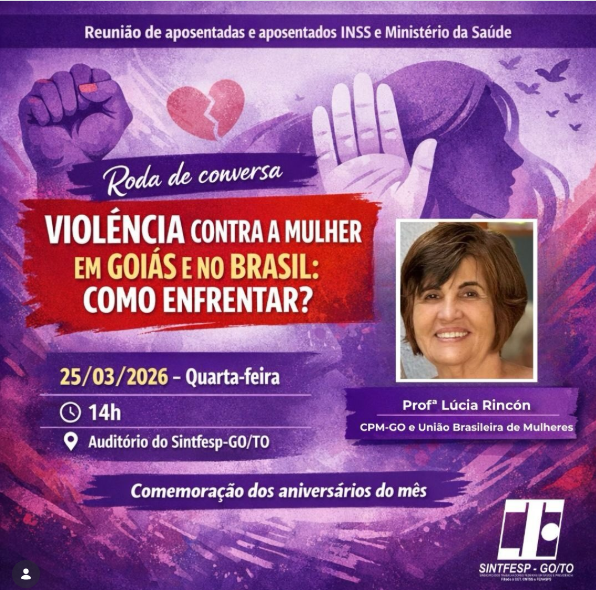 Reunião de aposentadas e aposentados INSS e Ministério da Saúde
Roda de conversa
VIOLÉNCIA CONTRA A MULHER
EM GOIÁS E NO BRASIL:
COMO ENFRENTAR?
25/03/2026 – Quarta-feira
14h
Auditório do Sintfesp-GO/TO
Profª Lúcia Rincón
CPM-GO e União Brasileira de Mulheres
Comemoração dos aniversários do mês
SINTFESP - GO/TO